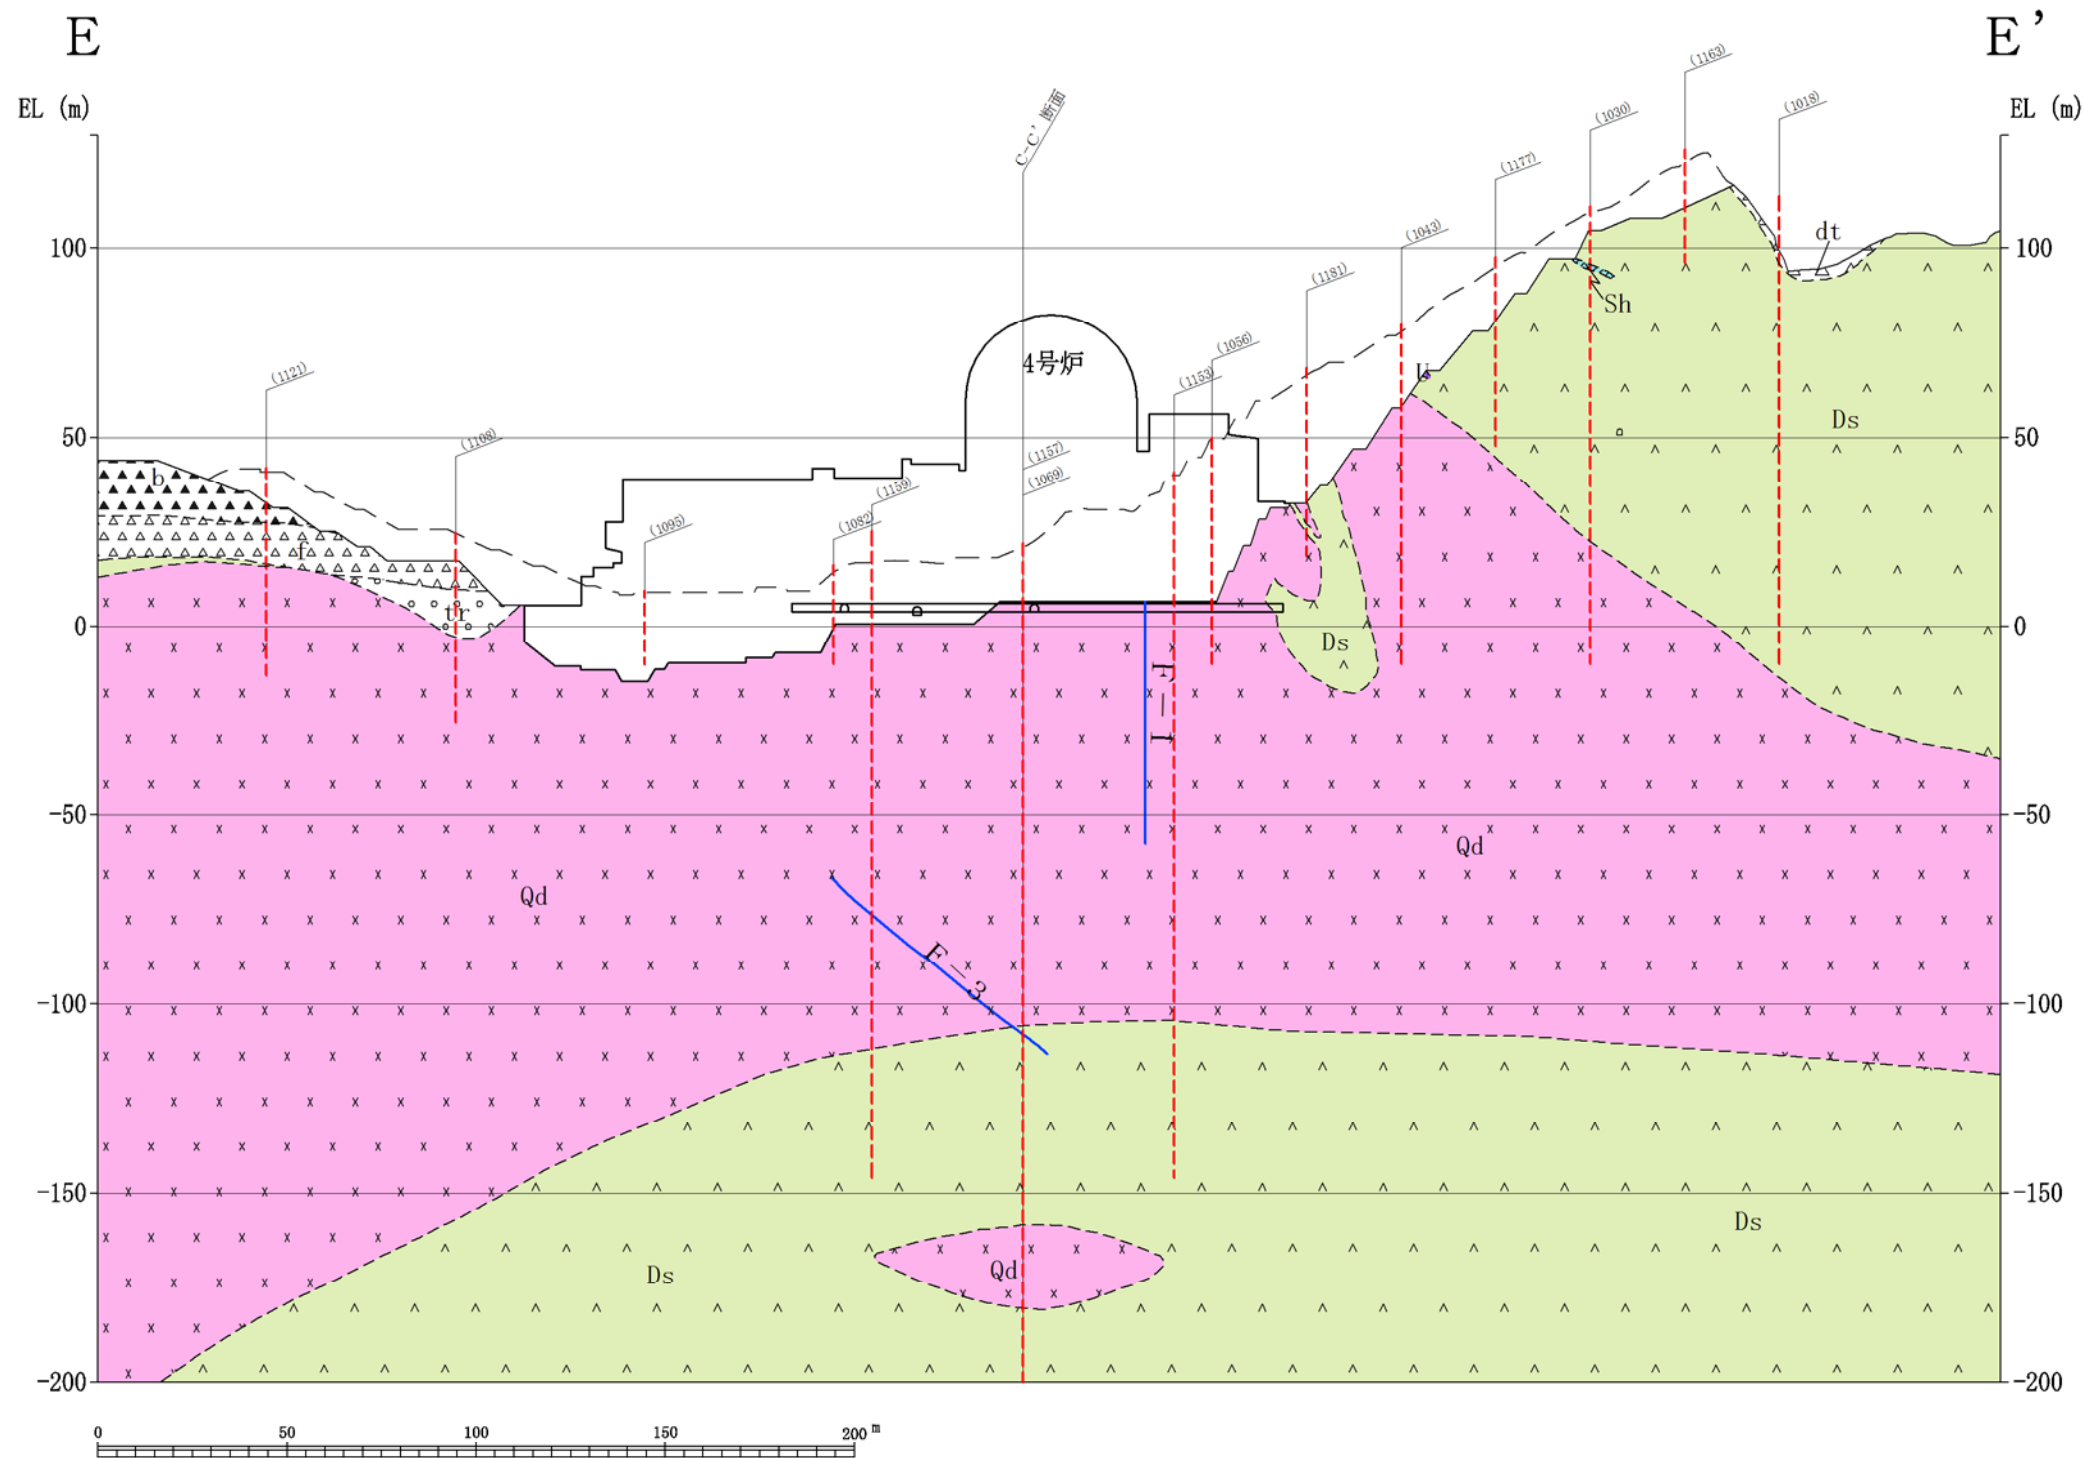 E
E'
EL (m)
EL (m)
(1163)
(1030)
(1018)
C-C' 断面
(1177)
(1043)
(1181)
dt
Sh
4号炉
(1056)
(1153)
(1121)
U
Ds
(1108)
(1157)
(1069)
(1159)
(1082)
(1095)
b
f
tr
Ds
F-1
Qd
Qd
F-3
Ds
Qd
Ds
100
50
0
-50
-100
-150
-200
100
50
0
-50
-100
-150
-200
0 50 100 150 200 m